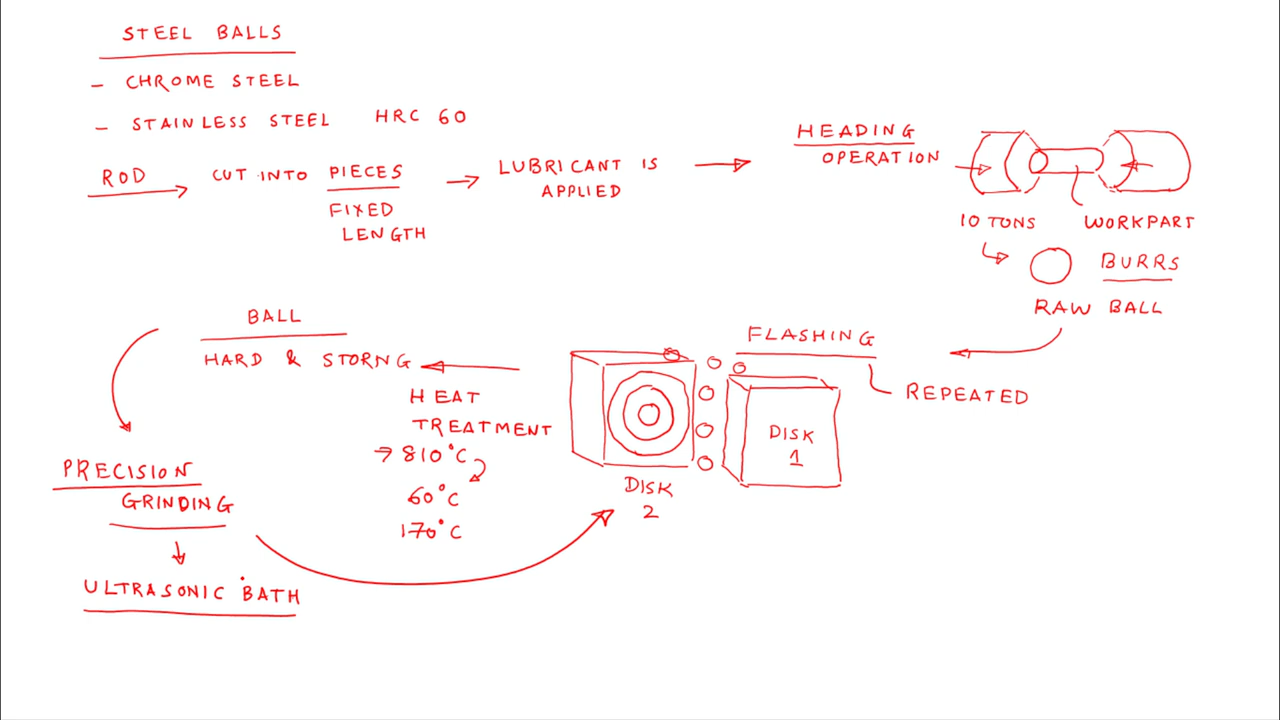 STEEL BALLS
- CHROME STEEL
- STAINLESS STEEL HRC 60
ROD
CUT INTO PIECES
FIXED
LENGTH
LUBRICANT IS
APPLIED
HEADING
OPERATION
10 TONS
WORKPART
BURRS
RAW BALL
FLASHING
REPEATED
DISK
1
DISK
2
HEAT
TREATMENT
810°C
60°C
170°C
BALL
HARD & STORNG
PRECISION
GRINDING
ULTRASONIC BATH